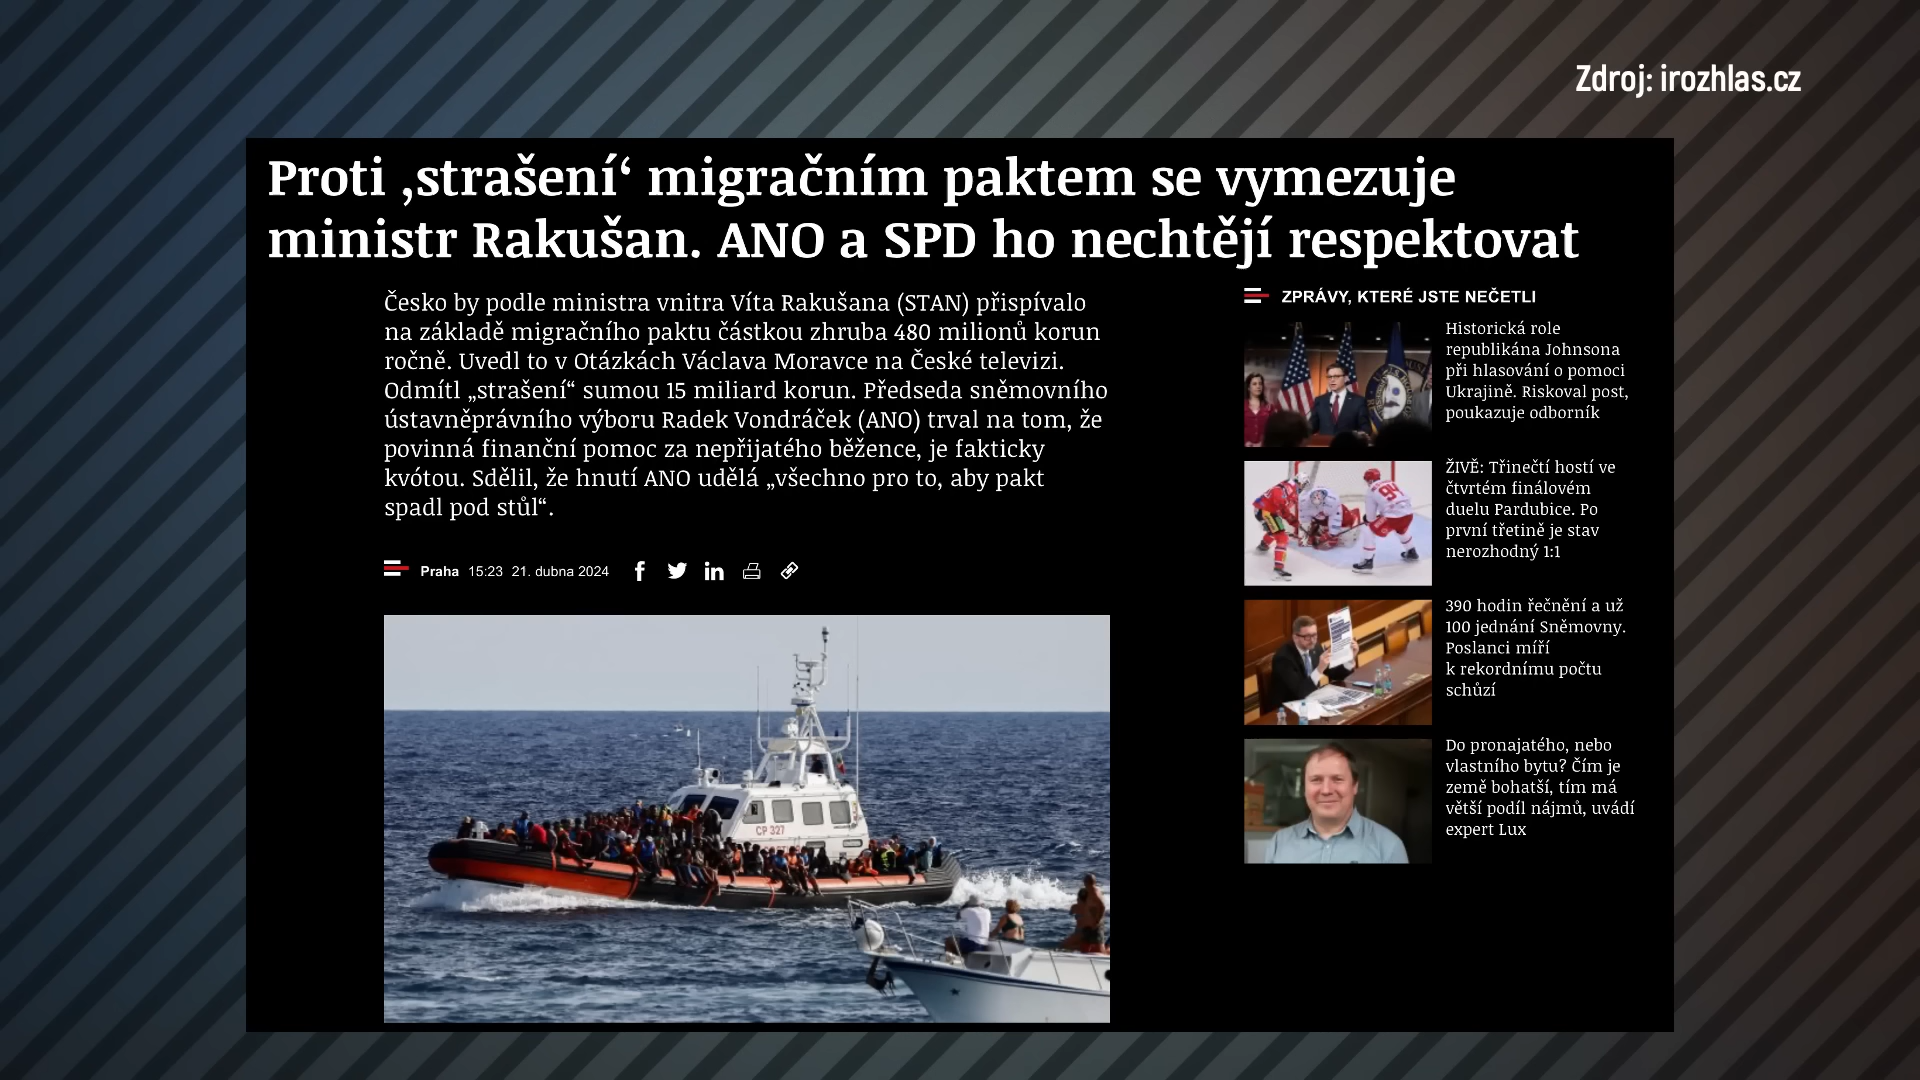 Zdroj: irozhlas.cz
Proti ‚strašení‘ migračním paktem se vymezuje
ministr Rakušan. ANO a SPD ho nechtějí respektovat
Česko by podle ministra vnitra Víta Rakušana (STAN) přispívalo
na základě migračního paktu částkou zhruba 480 milionů korun
ročně. Uvedl to v Otázkách Václava Moravce na České televizi.
Odmítl „strašení“ sumou 15 miliard korun. Předseda sněmovního
ústavněprávního výboru Radek Vondráček (ANO) trval na tom, že
povinná finanční pomoc za nepřijatého běžence, je fakticky
kvótou. Sdělil, že hnutí ANO udělá „všechno pro to, aby pakt
spadl pod stůl“.
Praha 15:23 21. dubna 2024
CP 327
ZPRÁVY, KTERÉ JSTE NEČETLI
Historická role
republikána Johnsona
při hlasování o pomoci
Ukrajině. Riskoval post,
poukazuje odborník
ŽIVĚ: Třinečtí hostí ve
čtvrtém finálovém
duelu Pardubice. Po
první třetině je stav
nerozhodný 1:1
94
390 hodin řečnění a už
100 jednání Sněmovny.
Poslanci míří
k rekordnímu počtu
schůzí
Do pronajatého, nebo
vlastního bytu? Čím je
země bohatší, tím má
větší podíl nájmů, uvádí
expert Lux